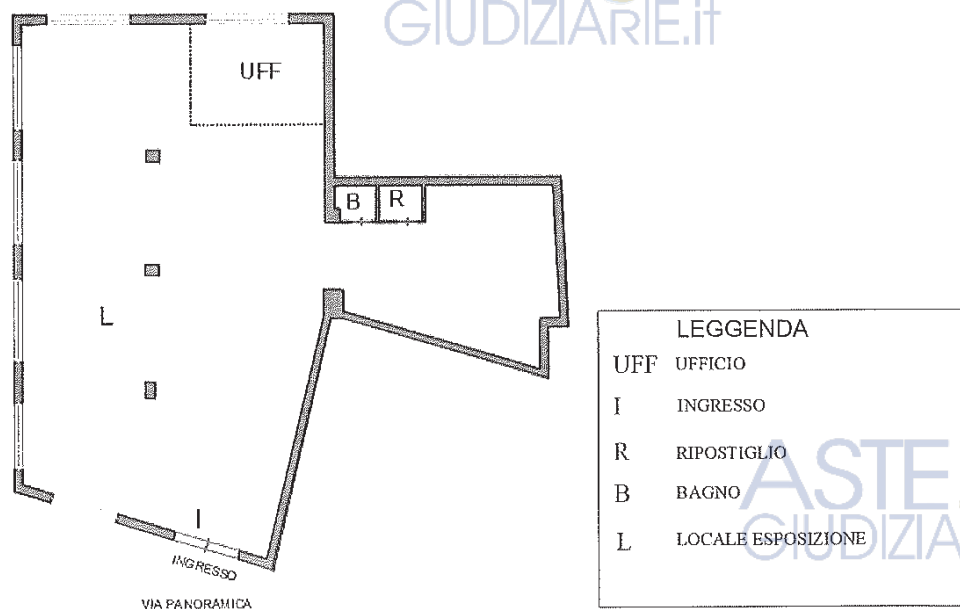 GIUDIZIARIE.it
UFF
B R
L
I
INGRESSO
VIA PANORAMICA
LEGGENDA
UFF UFFICIO
I INGRESSO
R RIPOSTIGLIO
B BAGNO
L LOCALE ESPOSIZIONE
ASTE
GIUDIZIA